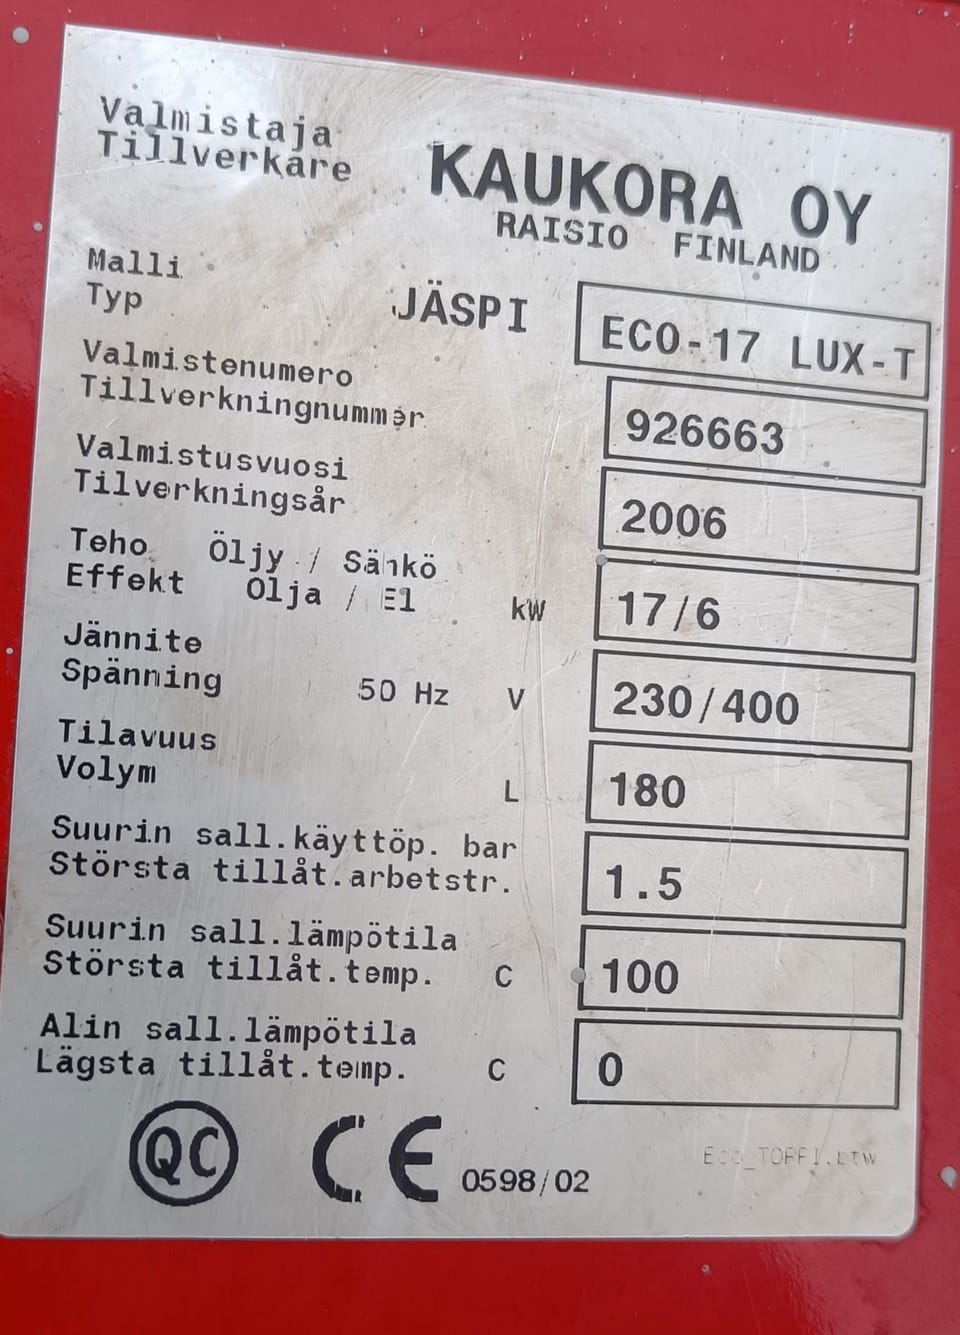 Valmistaja
Tillverkare
KAUKORA OY
RAISIO FINLAND
Malli
Typ
JÄSPI
ECO-17 LUX-T
Valmistenumero
Tillverkningnummer
926663
Valmistusvuosi
Tilverkningsår
2006
Teho Öljy / Sähkö
Effekt Olja / El
kW
17/6
Jännite
Spänning
50 Hz V
230/400
Tilavuus
Volym
L
180
Suurin sall.käyttöp. bar
Största tillåt.arbetstr.
1.5
Suurin sall.lämpötila
Största tillåt.temp. C
100
Alin sall.lämpötila
Lägsta tillåt.temp. C
0
QC
CE 0598/02
Eco_TOFFI.btw